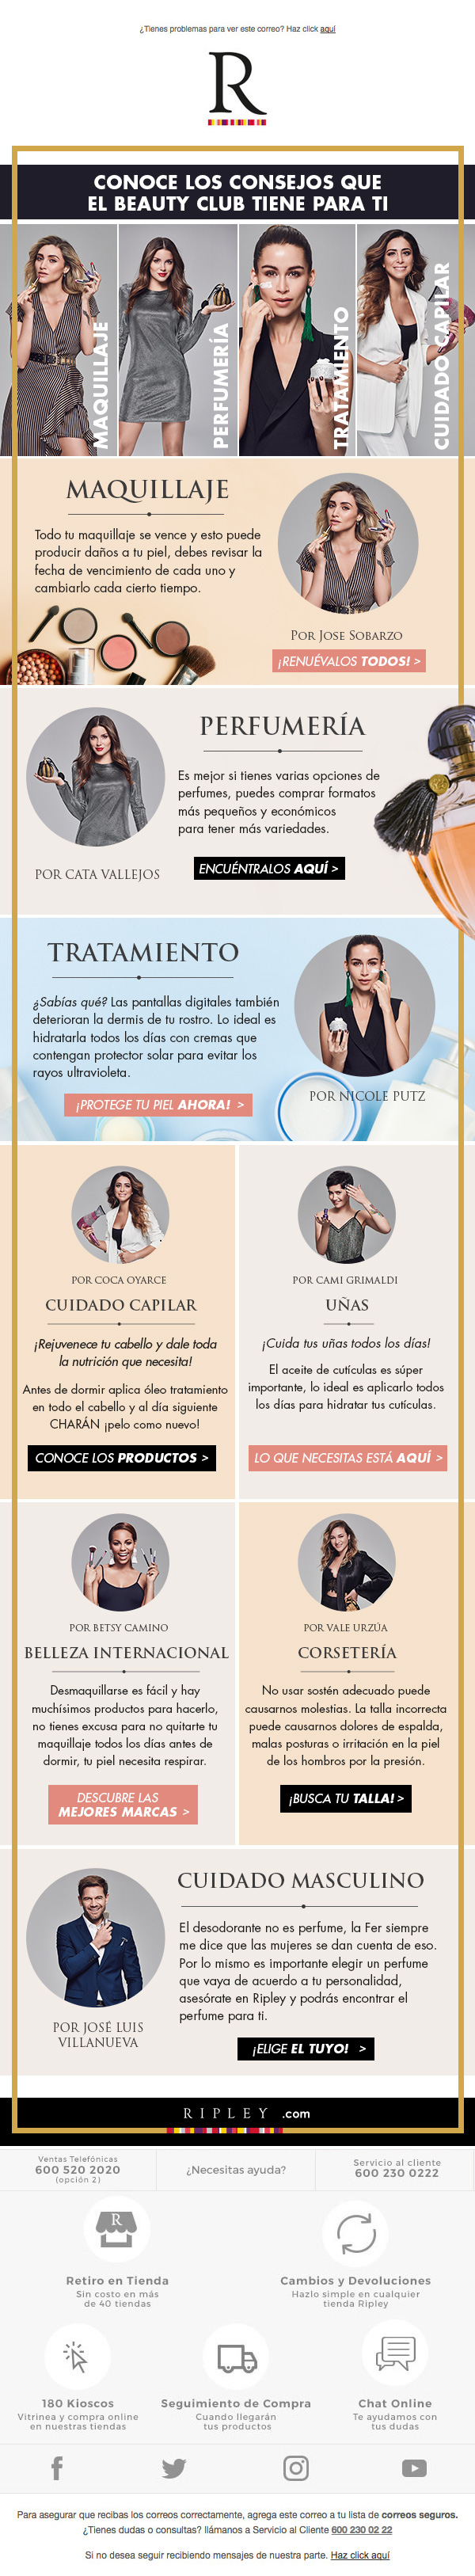 ¿Tienes problemas para ver este correo? Haz click aquí
R
CONOCE LOS CONSEJOS QUE
EL BEAUTY CLUB TIENE PARA TI
MAQUILLAJE
PERFUMERÍA
TRATAMIENTO
CUIDADO CAPILAR
MAQUILLAJE
Todo tu maquillaje se vence y esto puede
producir daños a tu piel, debes revisar la
fecha de vencimiento de cada uno y
cambiarlo cada cierto tiempo.
POR JOSE SOBARZO
¡RENUÉVALOS TODOS! >
PERFUMERÍA
Es mejor si tienes varias opciones de
perfumes, puedes comprar formatos
más pequeños y económicos
para tener más variedades.
POR CATA VALLEJOS
ENCUÉNTRALOS AQUÍ >
TRATAMIENTO
¿Sabías qué? Las pantallas digitales también
deterioran la dermis de tu rostro. Lo ideal es
hidratarla todos los días con cremas que
contengan protector solar para evitar los
rayos ultravioleta.
POR NICOLE PUTZ
¡PROTEGE TU PIEL AHORA! >
POR COCA OYARCE
CUIDADO CAPILAR
¡Rejuvenece tu cabello y dale toda
la nutrición que necesita!
Antes de dormir aplica óleo tratamiento
en todo el cabello y al día siguiente
CHARÁN ¡pelo como nuevo!
CONOCE LOS PRODUCTOS >
POR CAMI GRIMALDI
UÑAS
¡Cuida tus uñas todos los días!
El aceite de cutículas es súper
importante, lo ideal es aplicarlo todos
los días para hidratar tus cutículas.
LO QUE NECESITAS ESTÁ AQUÍ >
POR BETSY CAMINO
BELLEZA INTERNACIONAL
Desmaquillarse es fácil y hay
muchísimos productos para hacerlo,
no tienes excusa para no quitarte tu
maquillaje todos los días antes de
dormir, tu piel necesita respirar.
DESCUBRE LAS
MEJORES MARCAS >
POR VALE URZÚA
CORSETERÍA
No usar sostén adecuado puede
causarnos molestias. La talla incorrecta
puede causarnos dolores de espalda,
malas posturas o irritación en la piel
de los hombros por la presión.
¡BUSCA TU TALLA! >
CUIDADO MASCULINO
El desodorante no es perfume, la Fer siempre
me dice que las mujeres se dan cuenta de eso.
Por lo mismo es importante elegir un perfume
que vaya de acuerdo a tu personalidad,
asesórate en Ripley y podrás encontrar el
perfume para ti.
POR JOSÉ LUIS
VILLANUEVA
¡ELIGE EL TUYO! >
RIPLEY .com
Ventas Telefónicas
600 520 2020
(opción 2)
¿Necesitas ayuda?
Servicio al cliente
600 230 0222
R
Retiro en Tienda
Sin costo en más
de 40 tiendas
Cambios y Devoluciones
Hazlo simple en cualquier
tienda Ripley
180 Kioscos
Vitrinea y compra online
en nuestras tiendas
Seguimiento de Compra
Cuando llegarán
tus productos
Chat Online
Te ayudamos con
tus dudas
Para asegurar que recibas los correos correctamente, agrega este correo a tu lista de correos seguros.
¿Tienes dudas o consultas? llámanos a Servicio al Cliente 600 230 02 22
Si no desea seguir recibiendo mensajes de nuestra parte. Haz click aquí